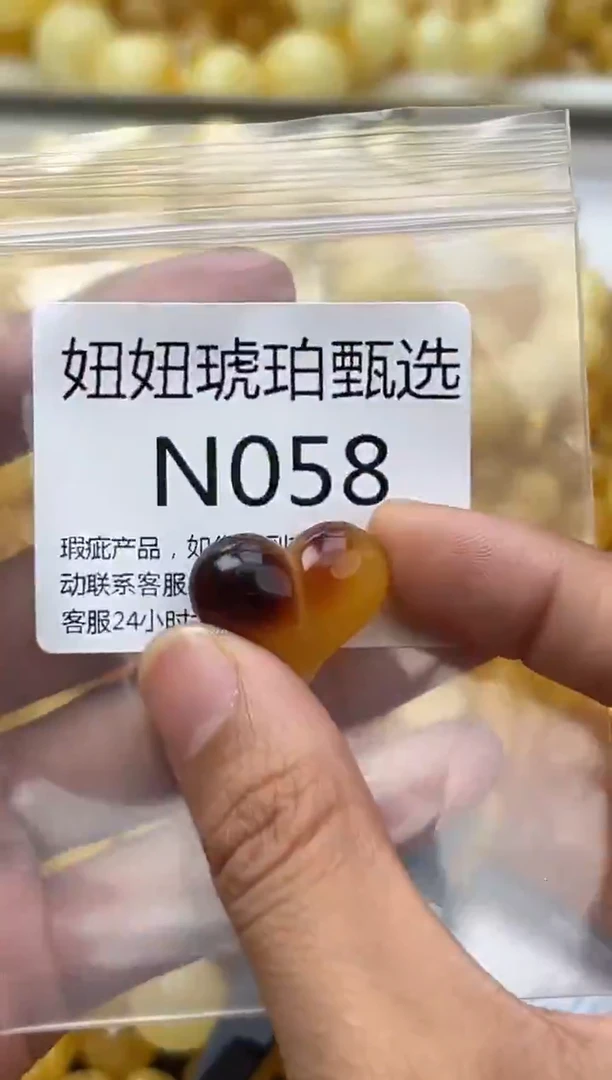 妞妞琥珀甄选
N058
瑕疵产品，如
动联系客服
客服24小时